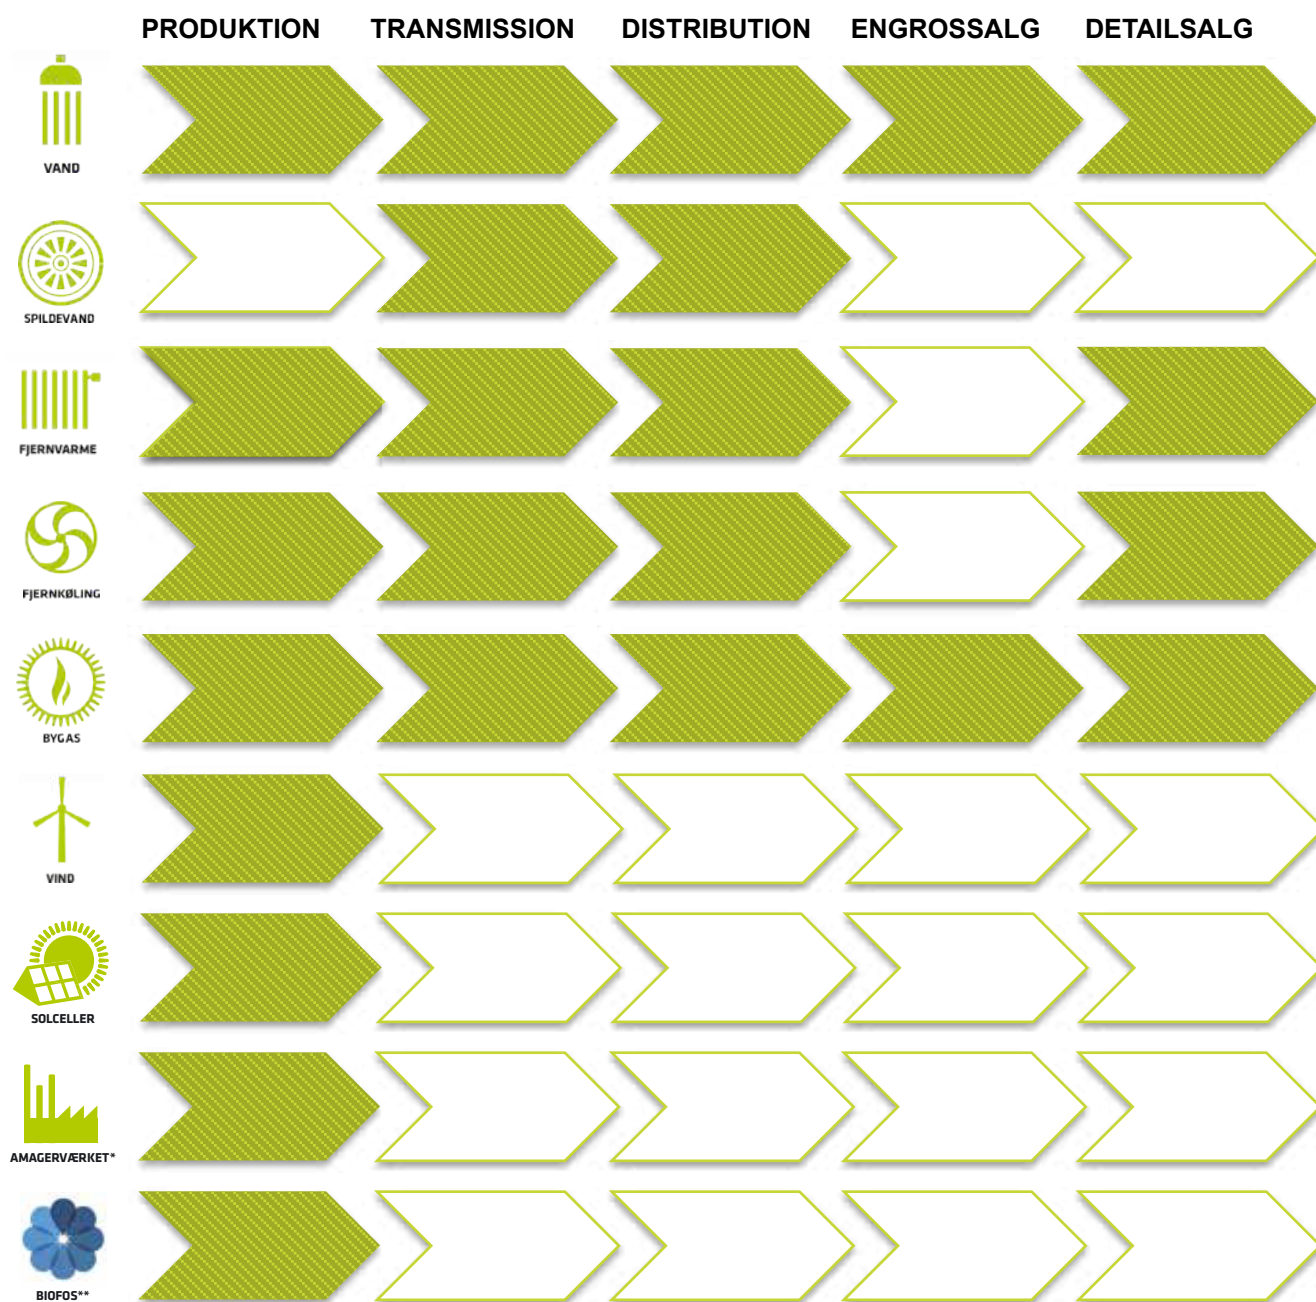 PRODUKTION TRANSMISSION DISTRIBUTION ENGROSSALG DETAILSALG
VAND
SPILDEVAND
FJERNVARME
FJERNKØLING
BYGAS
VIND
SOLCELLER
AMAGERVÆRKET*
BIOFOS**